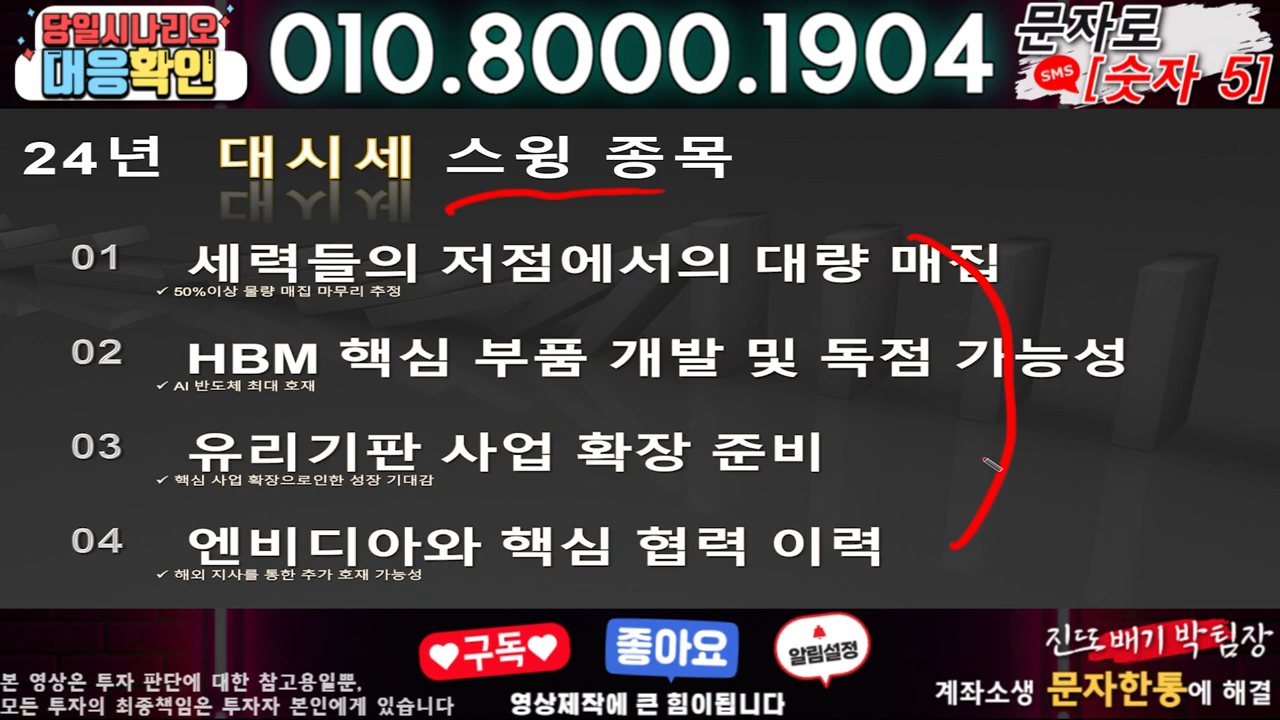 당일시나리오
대응확인
010.8000.1904
문자로
SMS
[숫자 5]
24년 대시세 스윙 종목
01 세력들의 저점에서의 대량 매집
✓ 50%이상 물량 매집 마무리 추정
02 HBM 핵심 부품 개발 및 독점 가능성
✓ AI 반도체 최대 호재
03 유리기판 사업 확장 준비
✓ 핵심 사업 확장으로인한 성장 기대감
04 엔비디아와 핵심 협력 이력
✓ 해외 지사를 통한 추가 호재 가능성
본 영상은 투자 판단에 대한 참고용일뿐,
모든 투자의 최종책임은 투자자 본인에게 있습니다
구독
좋아요
알림설정
영상제작에 큰 힘이됩니다
진또배기 박팀장
계좌소생 문자한통에 해결